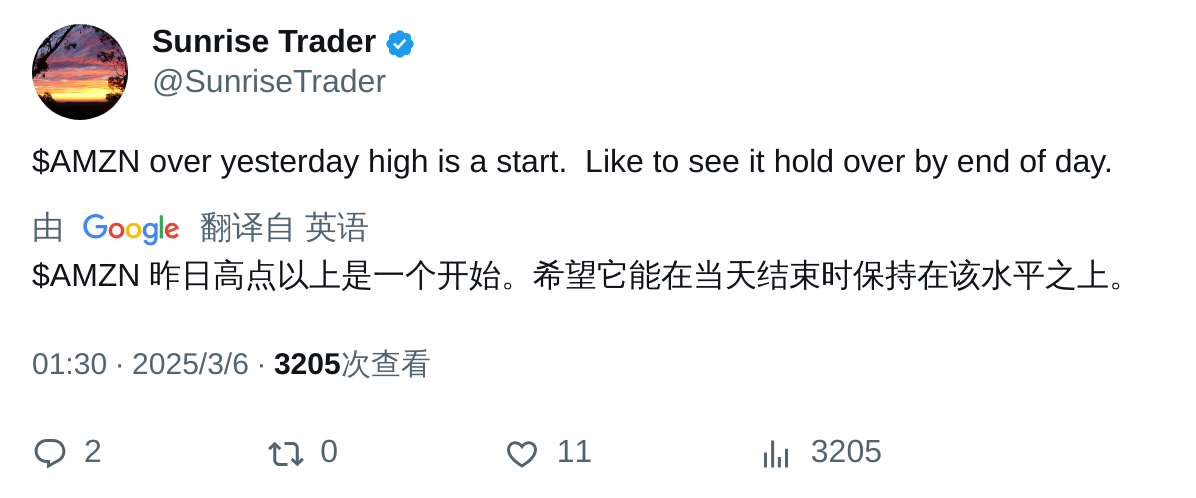 Sunrise Trader
@SunriseTrader
$AMZN over yesterday high is a start.  Like to see it hold over by end of day.
由 Google 翻译自 英语
$AMZN 昨日高点以上是一个开始。希望它能在当天结束时保持在该水平之上。
01:30 · 2025/3/6 · 3205次查看
2 0 11 3205